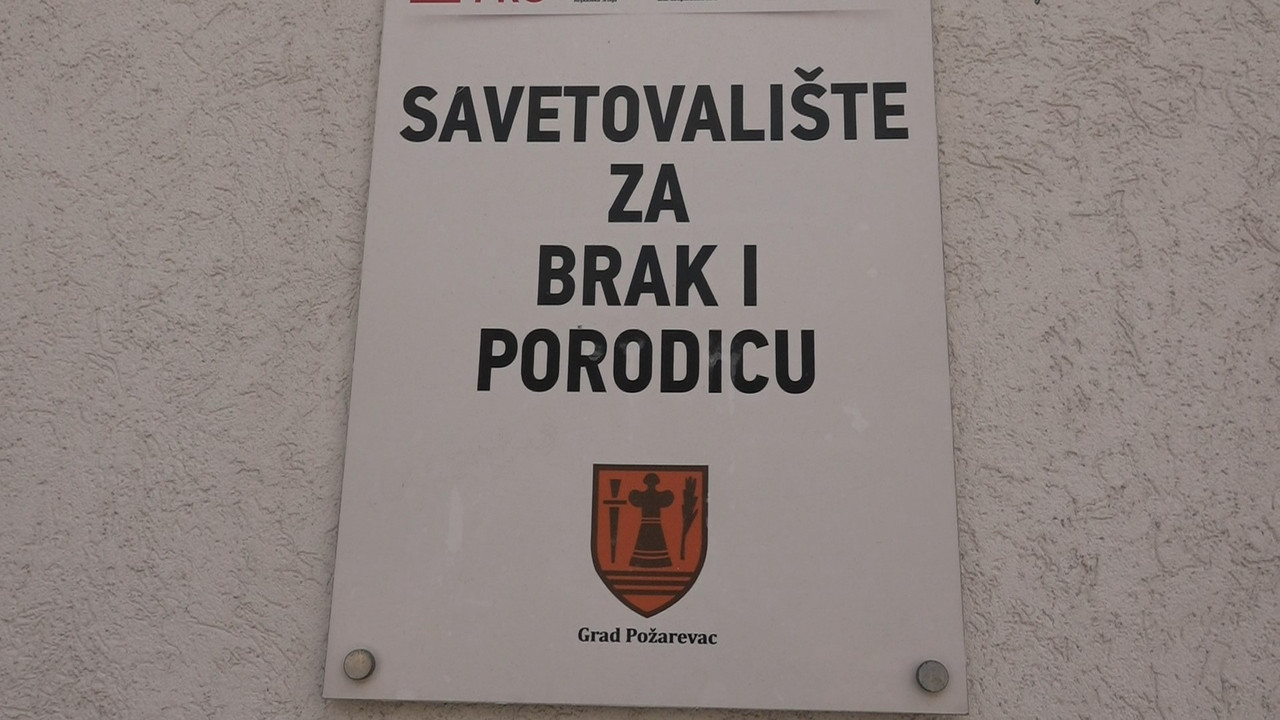 SAVETOVALIŠTE
ZA
BRAK I
PORODICU
Grad Požarevac